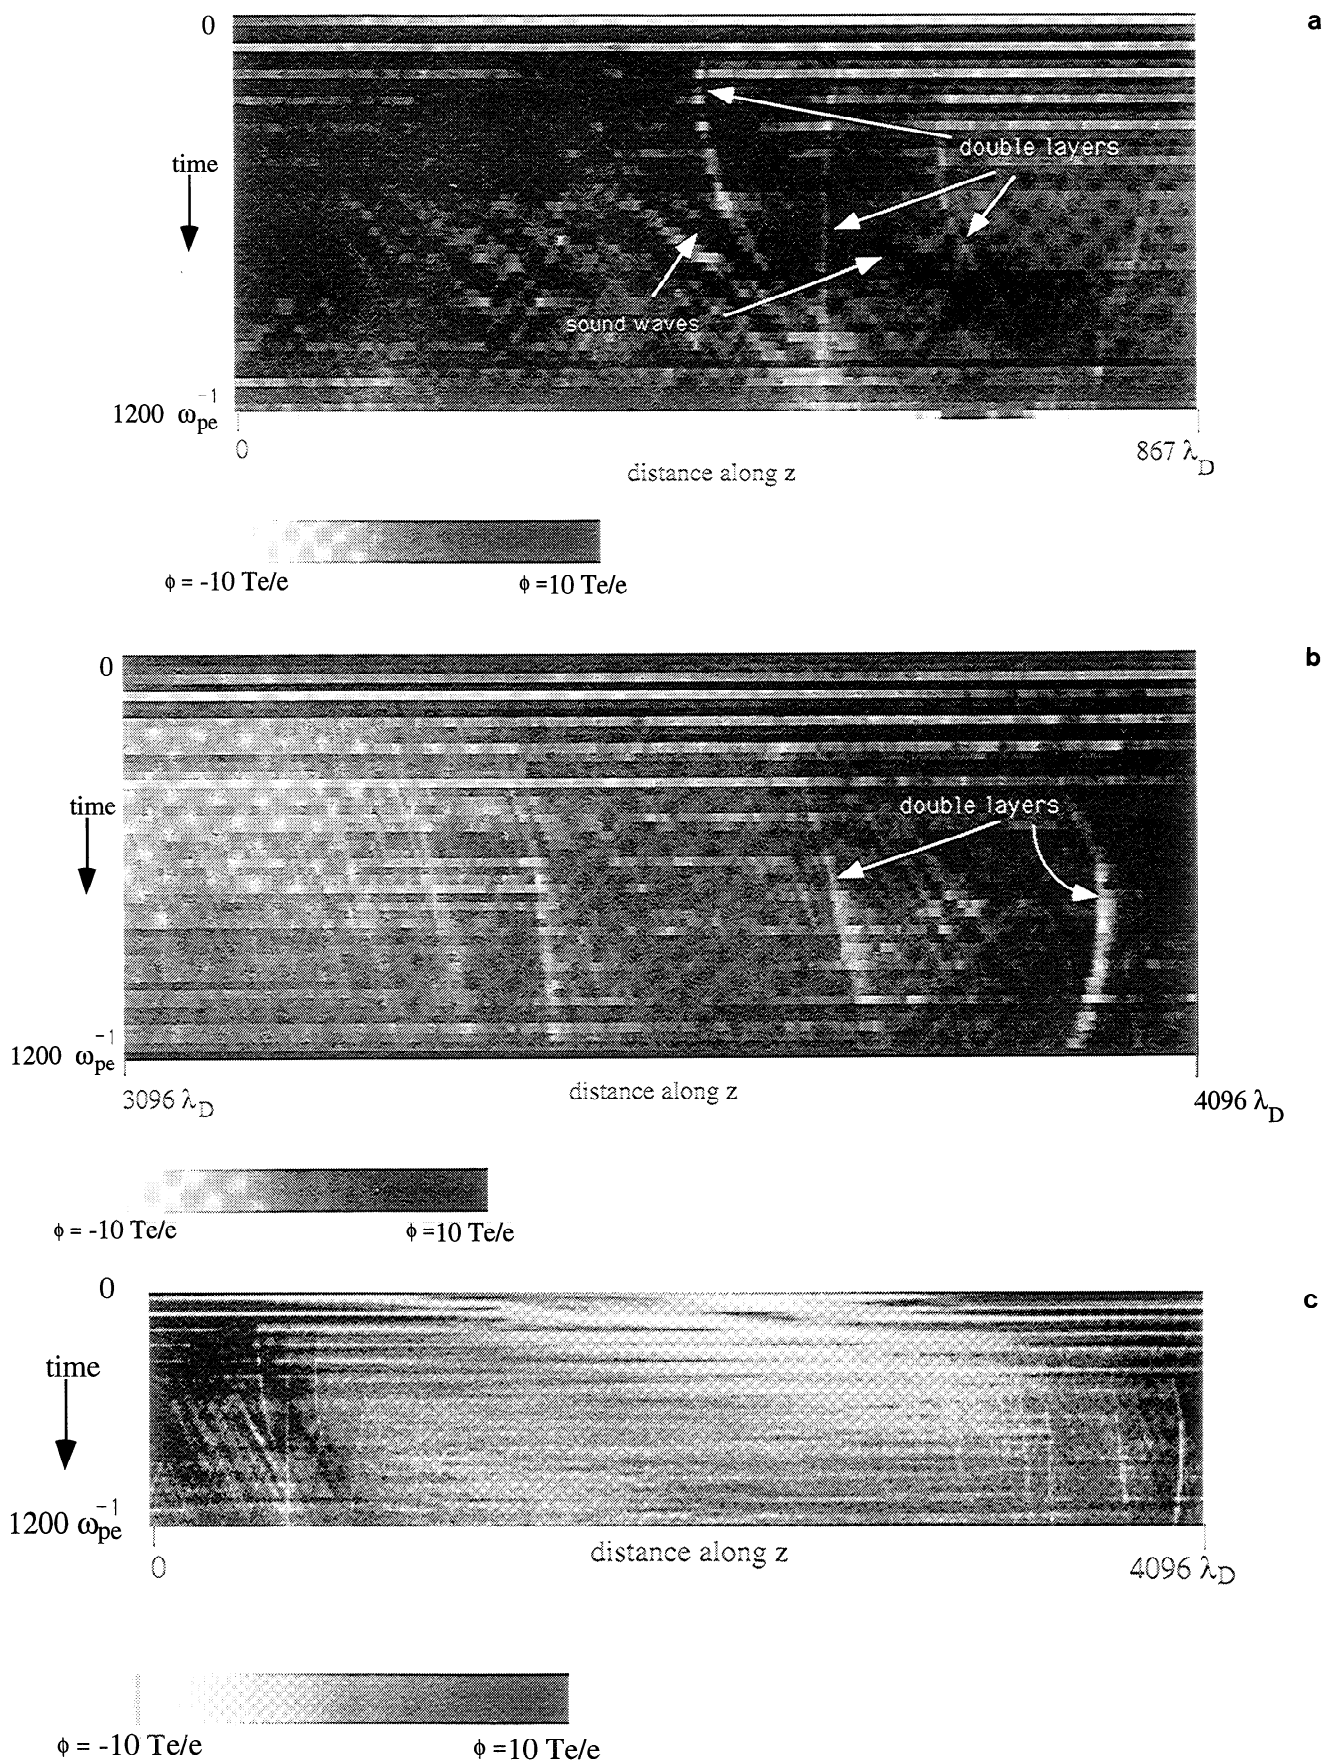 a
0
double layers
time
sound waves
1200 ω_pe^-1
0
867 λ_D
distance along z
ϕ = -10 Te/e
ϕ =10 Te/e
b
0
double layers
time
1200 ω_pe^-1
3096 λ_D
distance along z
4096 λ_D
ϕ = -10 Te/e
ϕ =10 Te/e
c
0
time
1200 ω_pe^-1
0
distance along z
4096 λ_D
ϕ = -10 Te/e
ϕ =10 Te/e